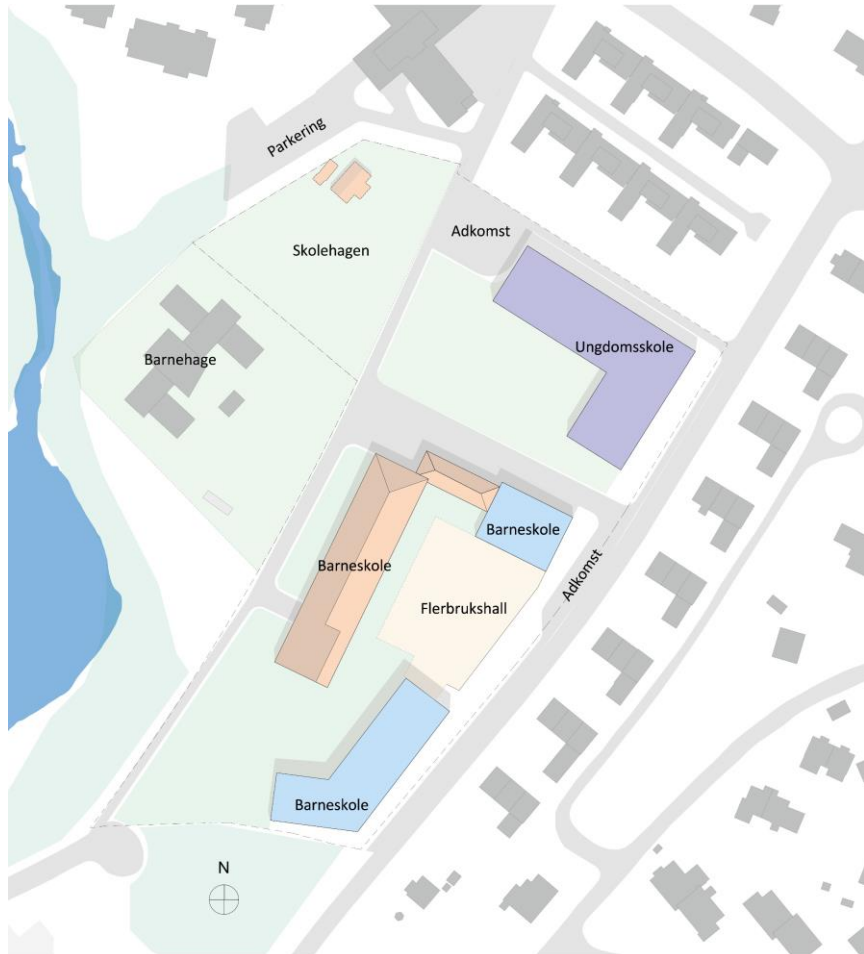 Parkering
Adkomst
Skolehagen
Ungdomsskole
Barnehage
Barneskole
Barneskole
Adkomst
Flerbrukshall
Barneskole
N